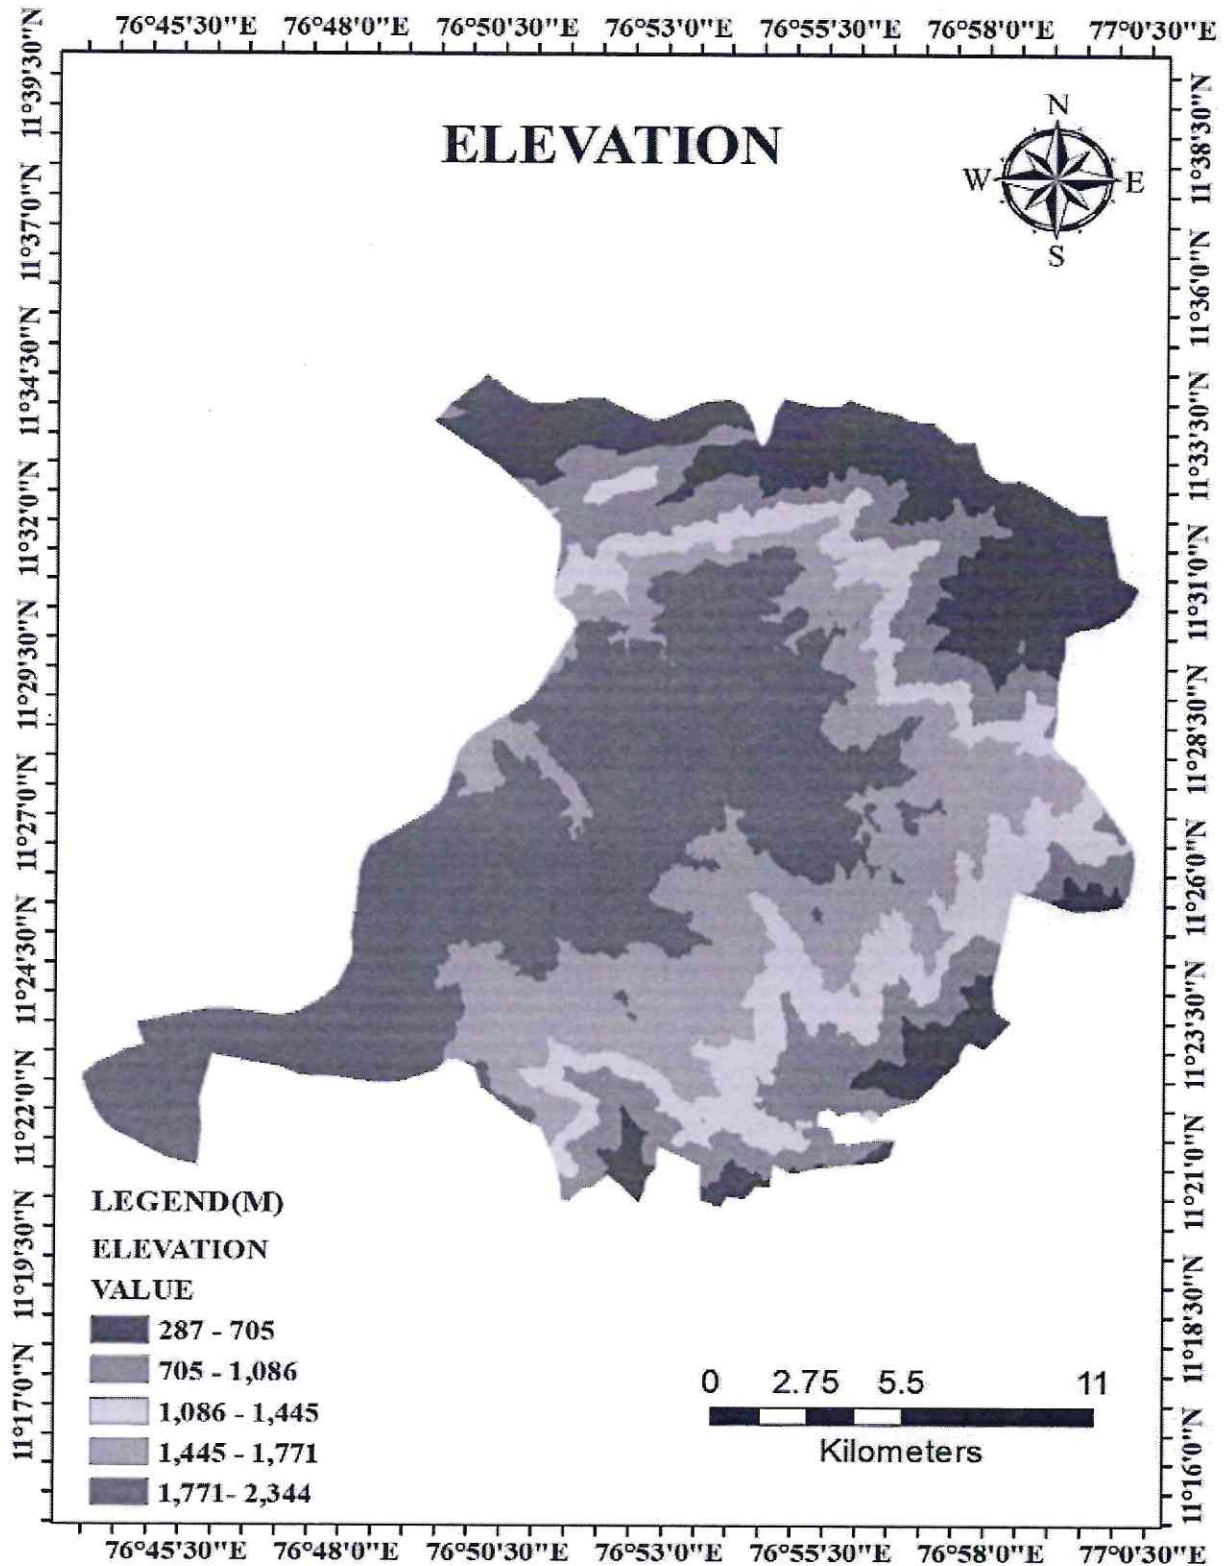 76°45'30"E 76°48'0"E 76°50'30"E 76°53'0"E 76°55'30"E 76°58'0"E 77°0'30"E
ELEVATION
N
W E
S
11°39'30"N
11°37'0"N
11°34'30"N
11°32'0"N
11°29'30"N
11°27'0"N
11°24'30"N
11°22'0"N
11°19'30"N
11°17'0"N
11°38'30"N
11°36'0"N
11°33'30"N
11°31'0"N
11°28'30"N
11°26'0"N
11°23'30"N
11°21'0"N
11°18'30"N
11°16'0"N
LEGEND(M)
ELEVATION
VALUE
287 - 705
705 - 1,086
1,086 - 1,445
1,445 - 1,771
1,771- 2,344
0 2.75 5.5 11
Kilometers
76°45'30"E 76°48'0"E 76°50'30"E 76°53'0"E 76°55'30"E 76°58'0"E 77°0'30"E